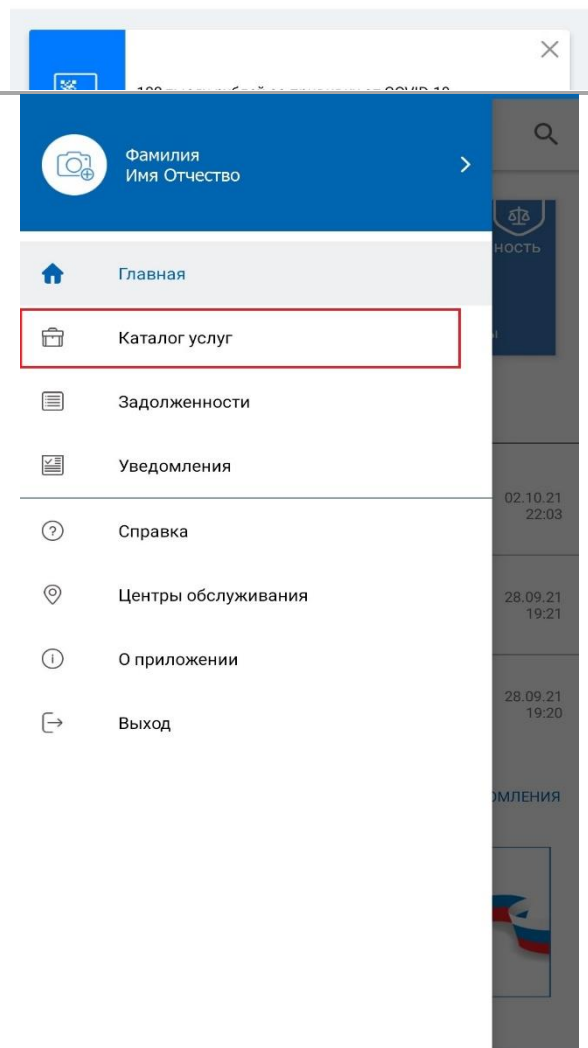 Фамилия
Имя Отчество
НОСТЬ
Главная
Каталог услуг
Задолженности
Уведомления
02.10.21
22:03
Справка
Центры обслуживания
28.09.21
19:21
О приложении
28.09.21
19:20
Выход
ОМЛЕНИЯ